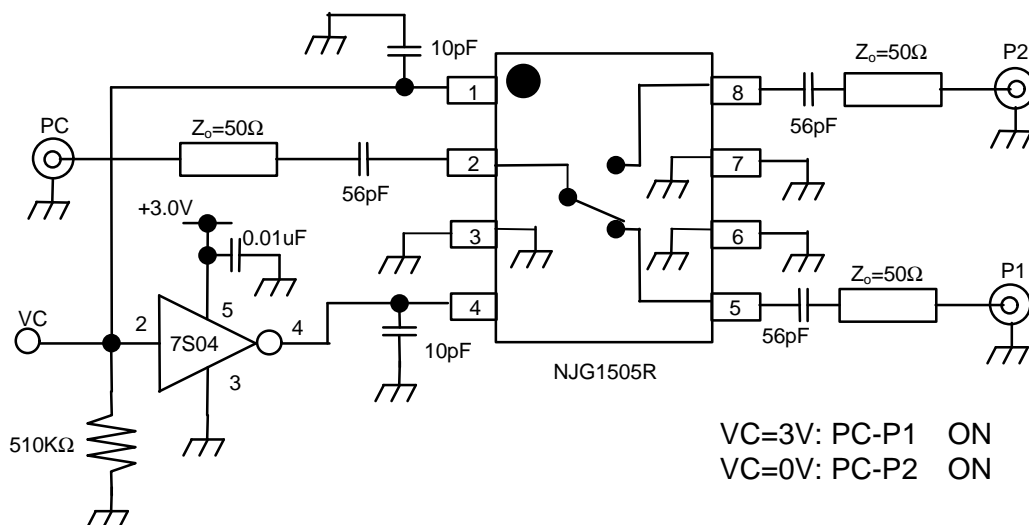 10pF
P2
Zₒ=50Ω
1
8
PC
Zₒ=50Ω
56pF
2
7
56pF
+3.0V
0.01uF
3
6
Zₒ=50Ω
P1
5
4
5
VC
2
4
7S04
10pF
56pF
3
NJG1505R
510KΩ
VC=3V: PC-P1 ON
VC=0V: PC-P2 ON